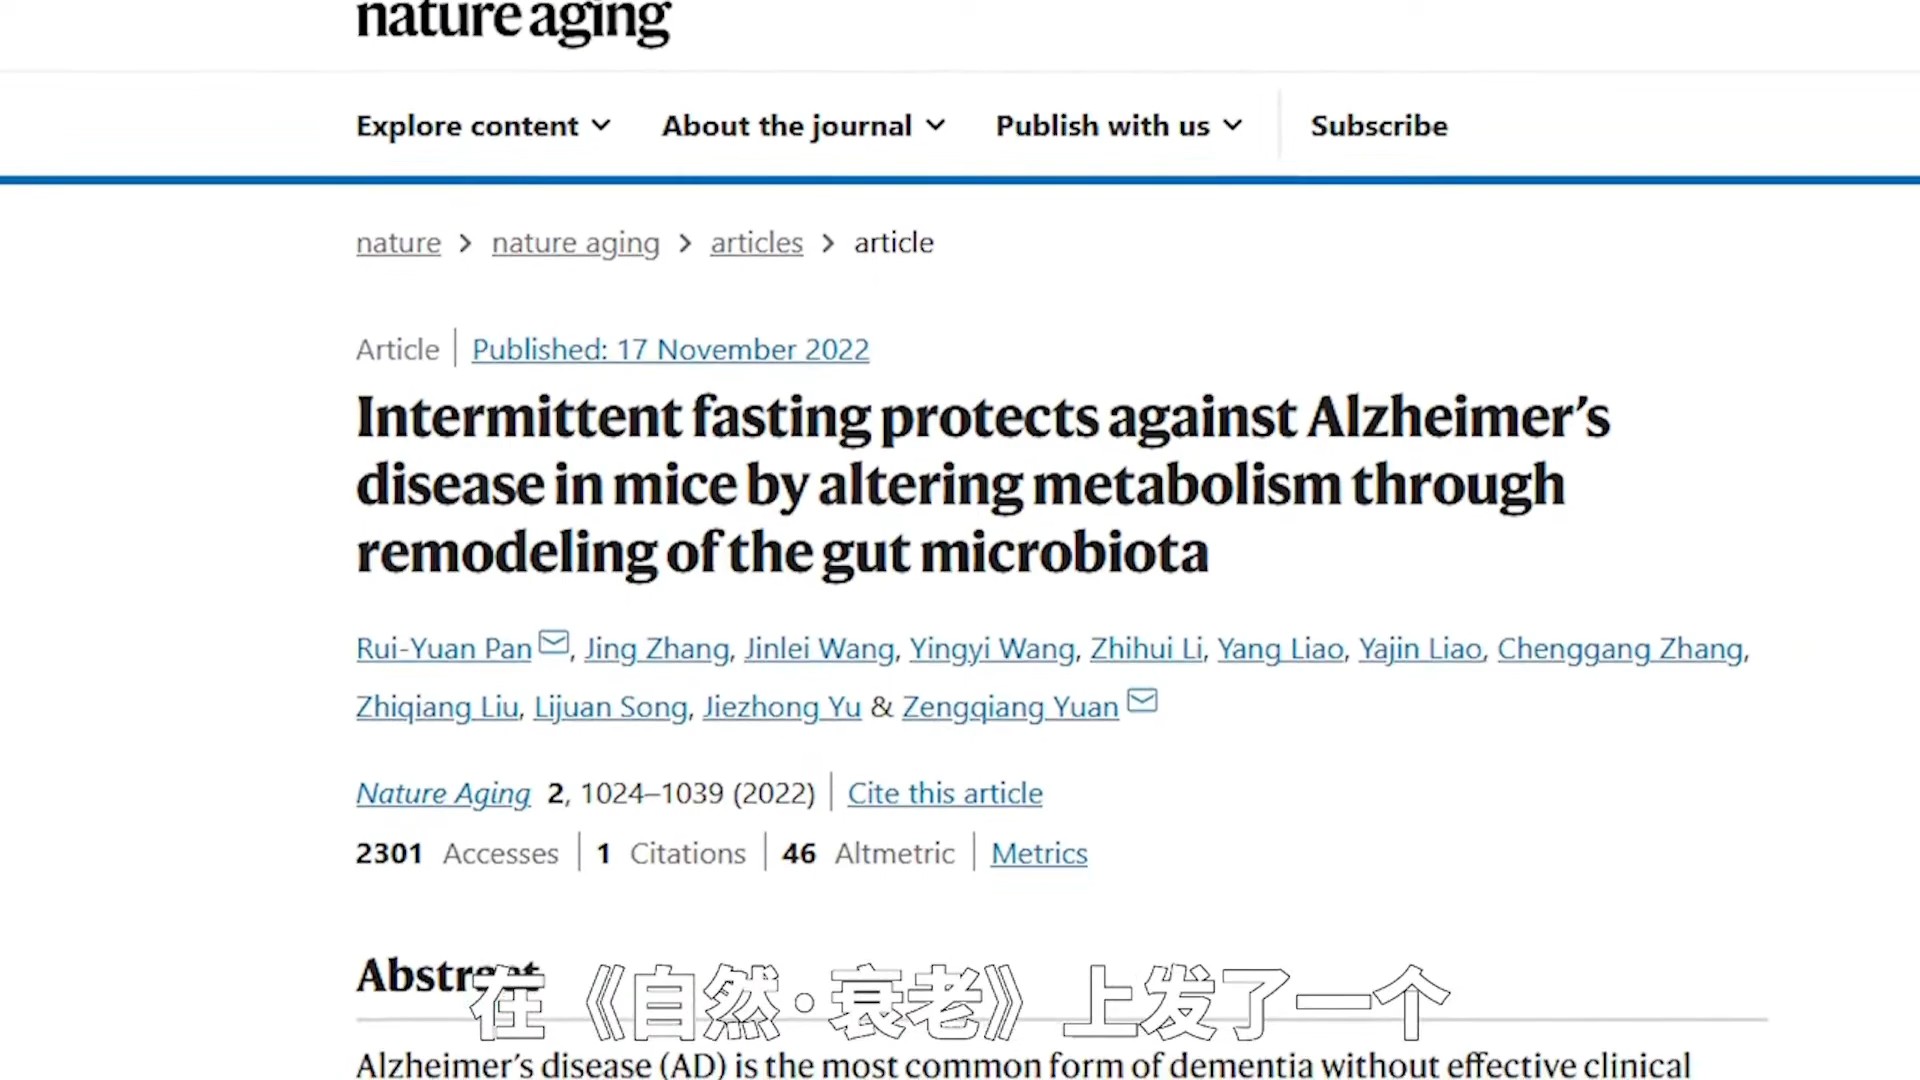 nature aging
Explore content About the journal Publish with us Subscribe
nature > nature aging > articles > article
Article | Published: 17 November 2022
Intermittent fasting protects against Alzheimer’s
disease in mice by altering metabolism through
remodeling of the gut microbiota
Rui-Yuan Pan, Jing Zhang, Jinlei Wang, Yingyi Wang, Zhihui Li, Yang Liao, Yajin Liao, Chenggang Zhang,
Zhiqiang Liu, Lijuan Song, Jiezhong Yu & Zengqiang Yuan
Nature Aging 2, 1024–1039 (2022) | Cite this article
2301 Accesses | 1 Citations | 46 Altmetric | Metrics
Abstract
在《自然·衰老》上发了一个
Alzheimer’s disease (AD) is the most common form of dementia without effective clinical